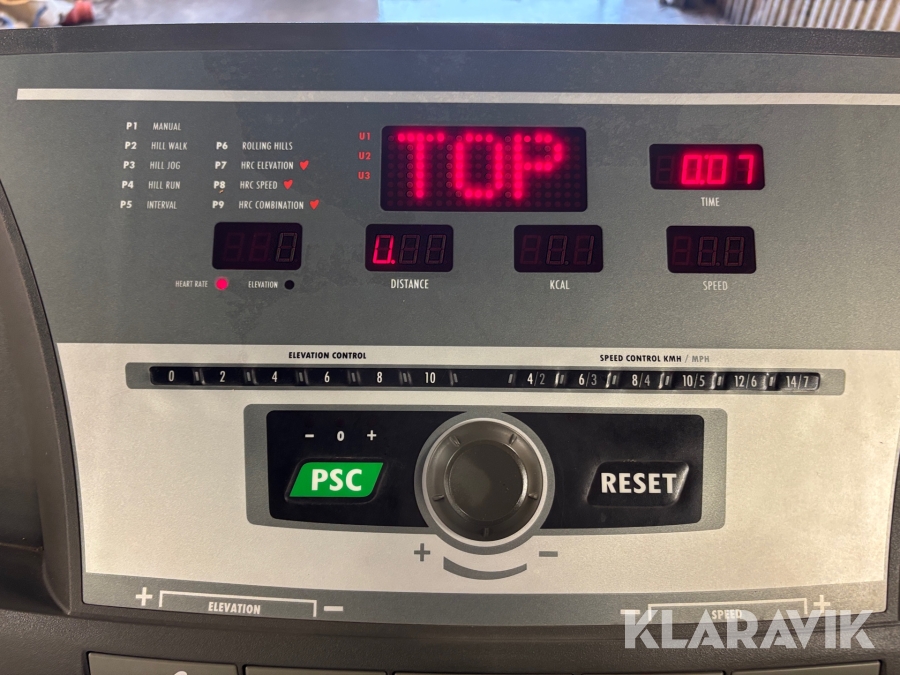 P1 MANUAL
P2 HILL WALK
P3 HILL JOG
P4 HILL RUN
P5 INTERVAL
P6 ROLLING HILLS
P7 HRC ELEVATION
P8 HRC SPEED
P9 HRC COMBINATION
U1
U2
U3
TOP
0.07
TIME
HEART RATE
ELEVATION
DISTANCE
KCAL
SPEED
ELEVATION CONTROL
SPEED CONTROL KMH / MPH
0 2 4 6 8 10
4/2 6/3 8/4 10/5 12/6 14/7
- 0 +
PSC
RESET
+ -
+ ELEVATION -
- SPEED +
KLARAVIK